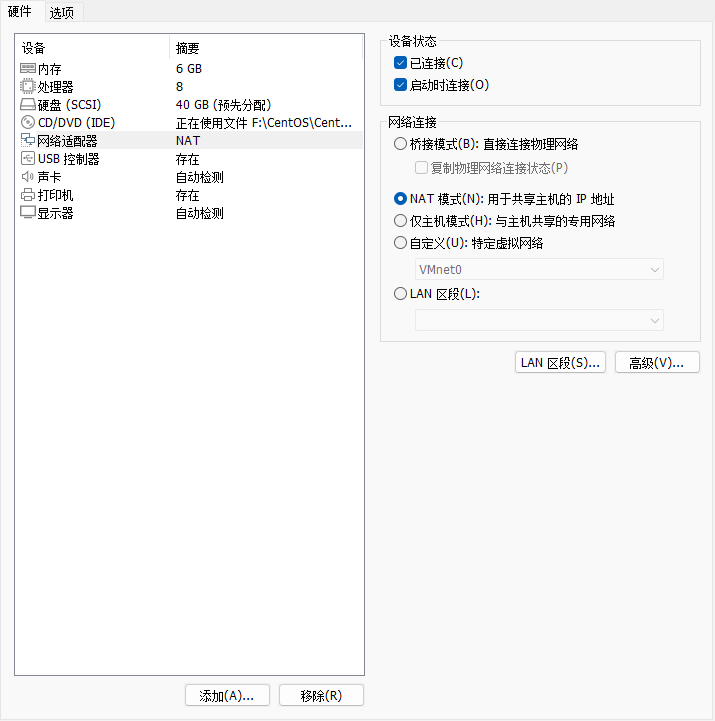 硬件 选项
设备 摘要
内存 6 GB
处理器 8
硬盘 (SCSI) 40 GB (预先分配)
CD/DVD (IDE) 正在使用文件 F:\CentOS\Cent...
网络适配器 NAT
USB 控制器 存在
声卡 自动检测
打印机 存在
显示器 自动检测
添加(A)... 移除(R)
设备状态
已连接(C)
启动时连接(O)
网络连接
桥接模式(B): 直接连接物理网络
复制物理网络连接状态(P)
NAT 模式(N): 用于共享主机的 IP 地址
仅主机模式(H): 与主机共享的专用网络
自定义(U): 特定虚拟网络
VMnet0
LAN 区段(L):
LAN 区段(S)... 高级(V)...